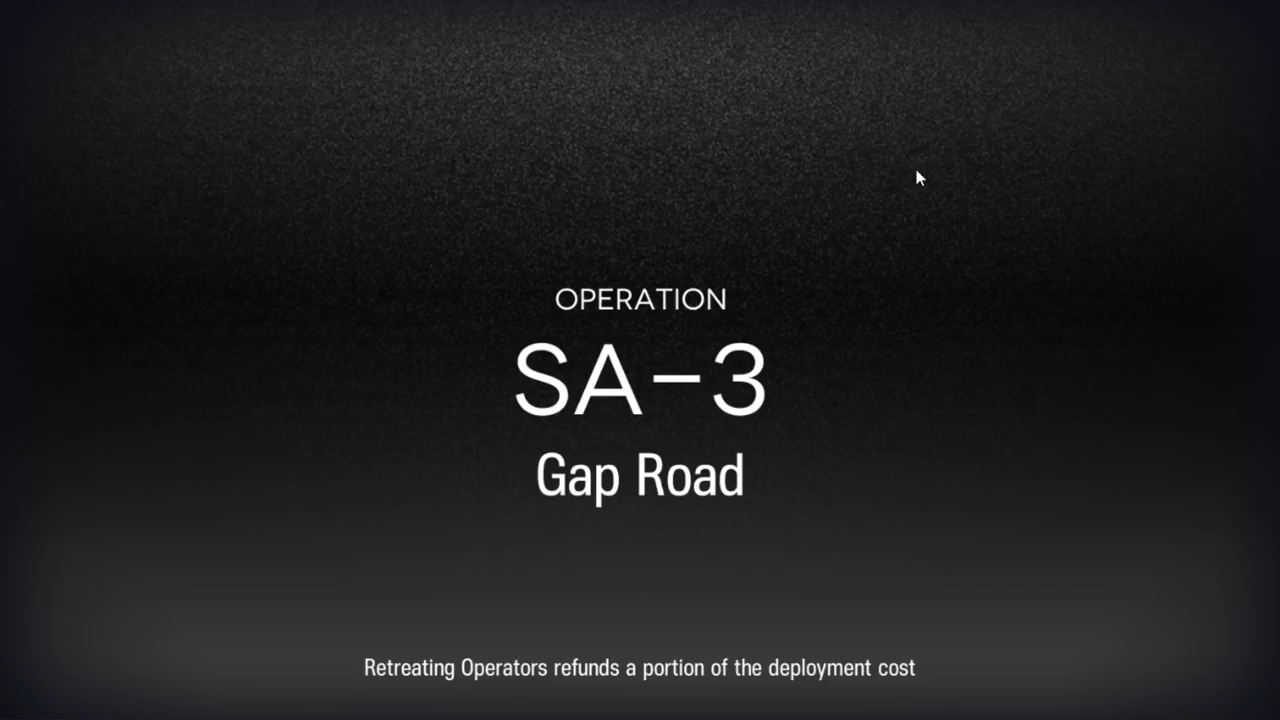 OPERATION
SA-3
Gap Road
Retreating Operators refunds a portion of the deployment cost